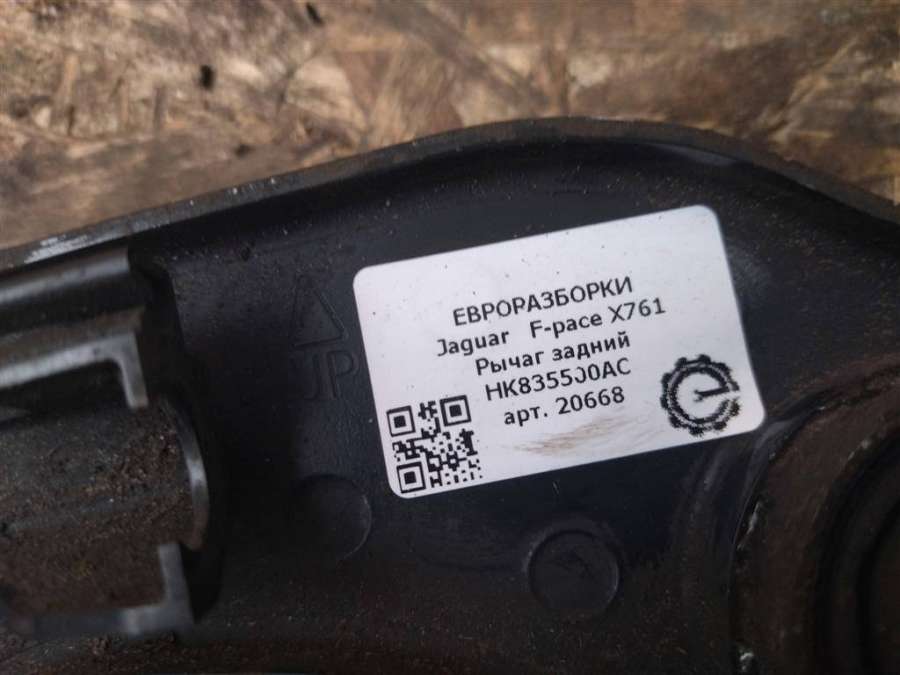 ЕВРОРАЗБОРКИ
Jaguar F-pace X761
Рычаг задний
HK835500AC
арт. 20668